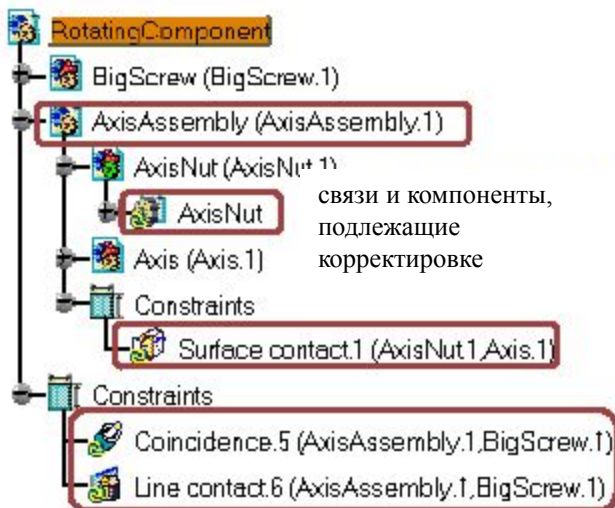 RotatingComponent
BigScrew (BigScrew.1)
AxisAssembly (AxisAssembly.1)
AxisNut (AxisNut.1)
AxisNut
связи и компоненты,
подлежащие
корректировке
Axis (Axis.1)
Constraints
Surface contact.1 (AxisNut.1,Axis.1)
Constraints
Coincidence.5 (AxisAssembly.1,BigScrew.1)
Line contact.6 (AxisAssembly.1,BigScrew.1)